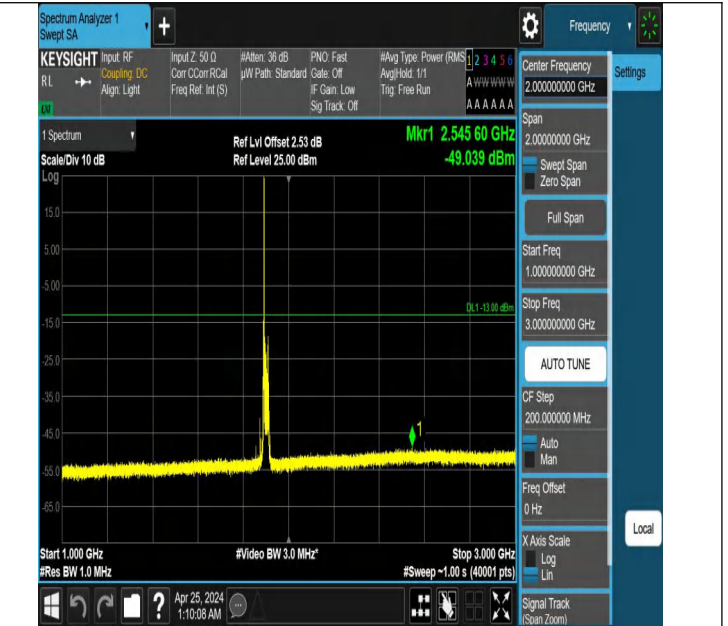 Spectrum Analyzer 1
Swept SA
Frequency
KEYSIGHT
RL
Input: RF
Coupling: DC
Align: Light
Input Z: 50 Ω
Corr CCorr RCal
Freq Ref: Int (S)
#Atten: 36 dB
µW Path: Standard
PNO: Fast
Gate: Off
IF Gain: Low
Sig Track: Off
#Avg Type: Power (RMS
Avg|Hold: 1/1
Trig: Free Run
1 2 3 4 5 6
A W W W W W
A A A A A A
1 Spectrum
Scale/Div 10 dB
Log
Ref Lvl Offset 2.53 dB
Ref Level 25.00 dBm
Mkr1 2.545 60 GHz
-49.039 dBm
15.0
5.00
-5.00
-15.0
-25.0
-35.0
-45.0
-55.0
-65.0
DL1 -13.00 dBm
1
Start 1.000 GHz
#Res BW 1.0 MHz
#Video BW 3.0 MHz*
Stop 3.000 GHz
#Sweep ~1.00 s (40001 pts)
Apr 25, 2024
1:10:08 AM
Center Frequency
2.000000000 GHz
Span
2.00000000 GHz
Swept Span
Zero Span
Full Span
Start Freq
1.000000000 GHz
Stop Freq
3.000000000 GHz
AUTO TUNE
CF Step
200.000000 MHz
Auto
Man
Freq Offset
0 Hz
X Axis Scale
Log
Lin
Signal Track
(Span Zoom)
Settings
Local